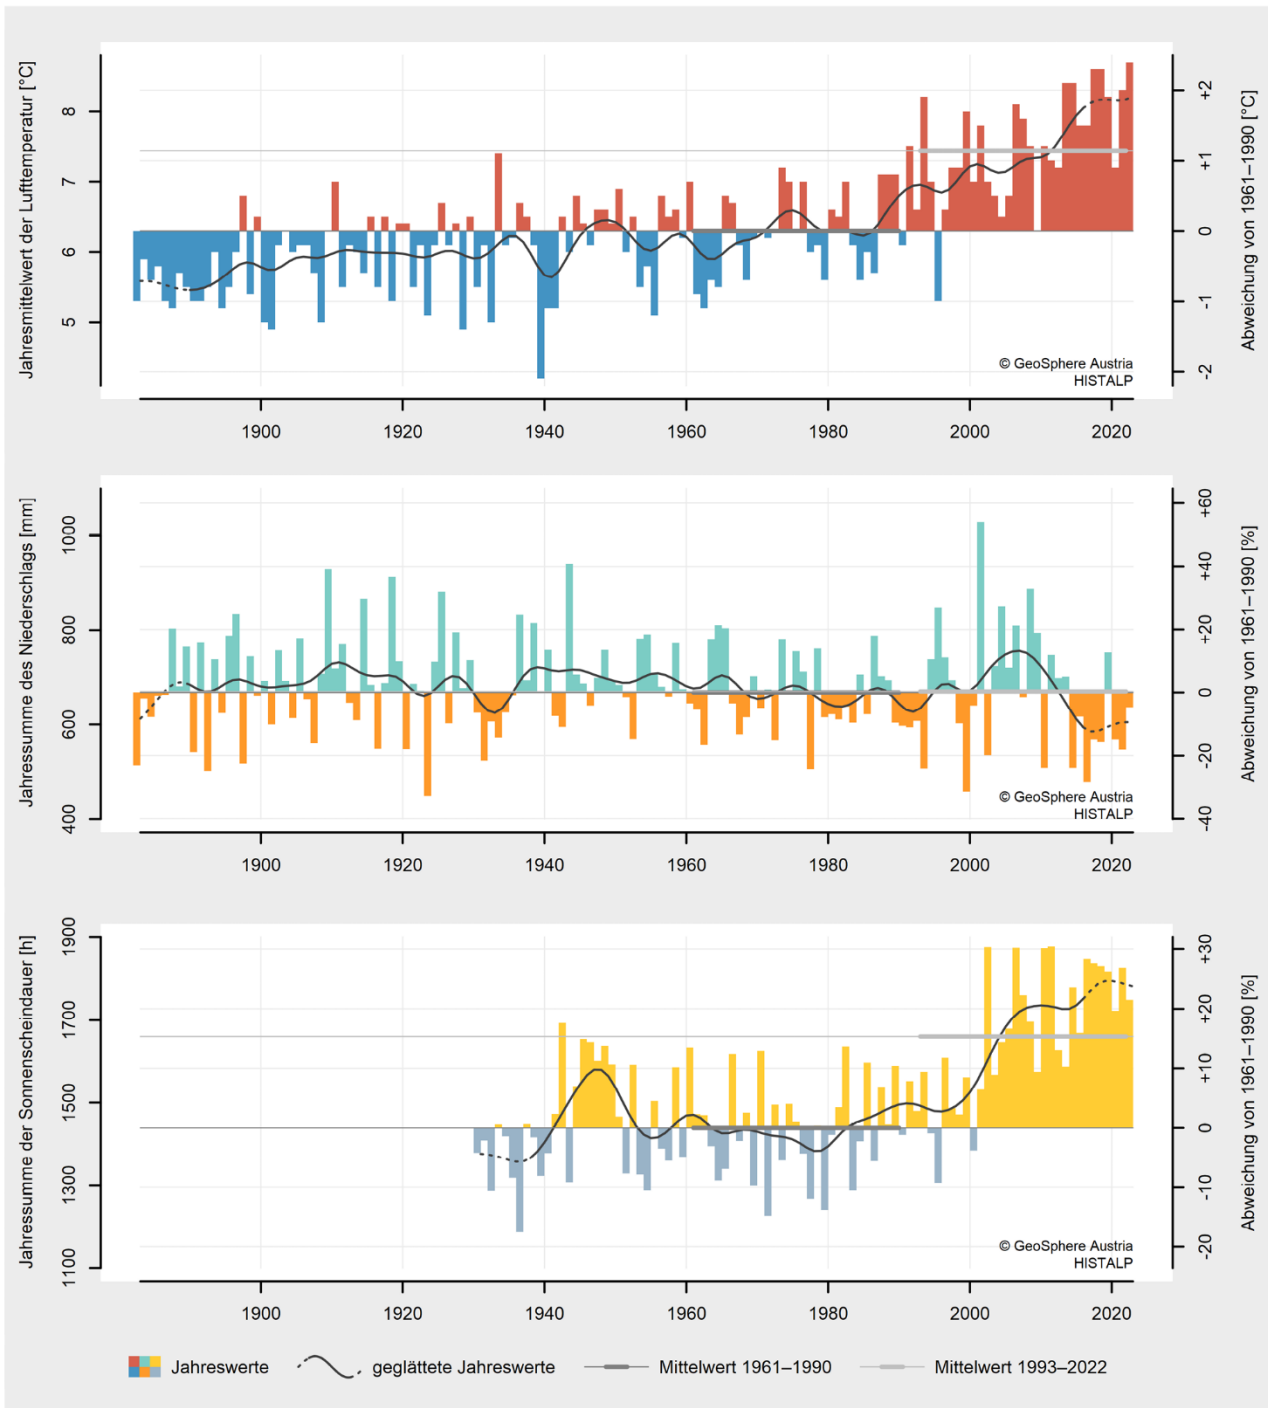 Jahresmittelwert der Lufttemperatur [°C]
8
7
6
5
+2
+1
0
-1
-2
Abweichung von 1961–1990 [°C]
© GeoSphere Austria
HISTALP
1900 1920 1940 1960 1980 2000 2020
Jahressumme des Niederschlags [mm]
1000
800
600
400
+60
+40
+20
0
-20
-40
Abweichung von 1961–1990 [%]
© GeoSphere Austria
HISTALP
1900 1920 1940 1960 1980 2000 2020
Jahressumme der Sonnenscheindauer [h]
1900
1700
1500
1300
1100
+30
+20
+10
0
-10
-20
Abweichung von 1961–1990 [%]
© GeoSphere Austria
HISTALP
1900 1920 1940 1960 1980 2000 2020
Jahreswerte geglättete Jahreswerte Mittelwert 1961–1990 Mittelwert 1993–2022